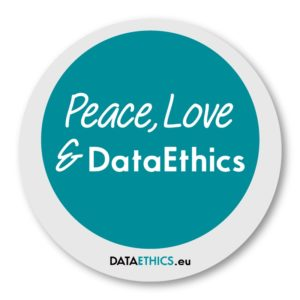 Peace, Love
& DataEthics
DATAETHICS.eu